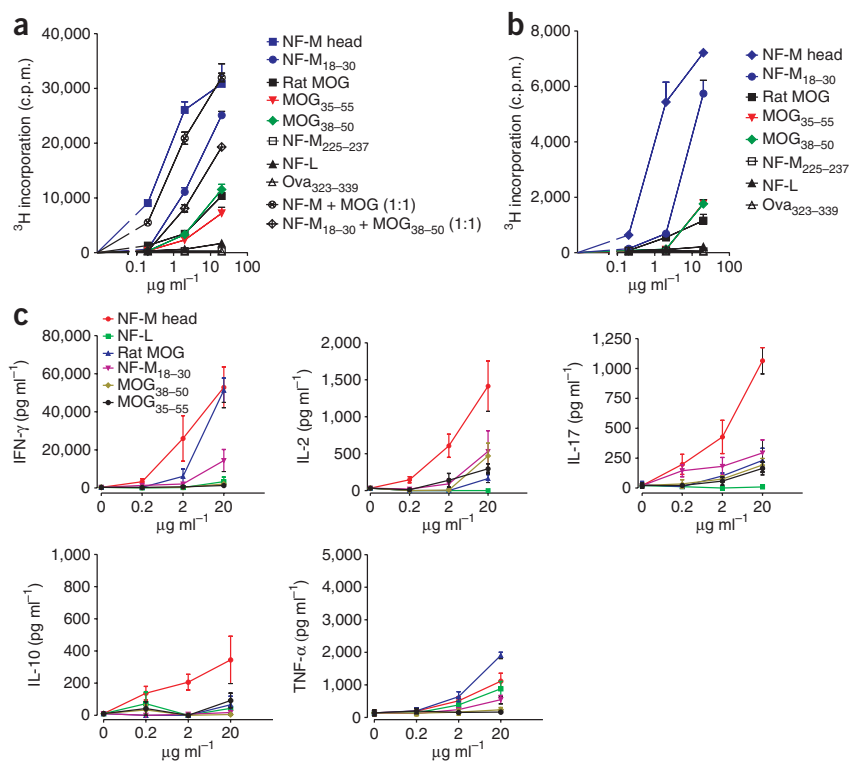 a
40,000
30,000
20,000
10,000
0
³H incorporation (c.p.m.)
0.1 1 10 100
µg ml⁻¹
NF-M head
NF-M₁₈₋₃₀
Rat MOG
MOG₃₅₋₅₅
MOG₃₈₋₅₀
NF-M₂₂₅₋₂₃₇
NF-L
Ova₃₂₃₋₃₃₉
NF-M + MOG (1:1)
NF-M₁₈₋₃₀ + MOG₃₈₋₅₀ (1:1)
b
8,000
6,000
4,000
2,000
0
³H incorporation (c.p.m.)
0.1 1 10 100
µg ml⁻¹
NF-M head
NF-M₁₈₋₃₀
Rat MOG
MOG₃₅₋₅₅
MOG₃₈₋₅₀
NF-M₂₂₅₋₂₃₇
NF-L
Ova₃₂₃₋₃₃₉
c
80,000
60,000
40,000
20,000
0
IFN-γ (pg ml⁻¹)
NF-M head
NF-L
Rat MOG
NF-M₁₈₋₃₀
MOG₃₈₋₅₀
MOG₃₅₋₅₅
0 0.2 2 20
µg ml⁻¹
2,000
1,500
1,000
500
0
IL-2 (pg ml⁻¹)
0 0.2 2 20
µg ml⁻¹
1,250
1,000
750
500
250
0
IL-17 (pg ml⁻¹)
0 0.2 2 20
µg ml⁻¹
1,000
800
600
400
200
0
IL-10 (pg ml⁻¹)
0 0.2 2 20
µg ml⁻¹
5,000
4,000
3,000
2,000
1,000
0
TNF-α (pg ml⁻¹)
0 0.2 2 20
µg ml⁻¹